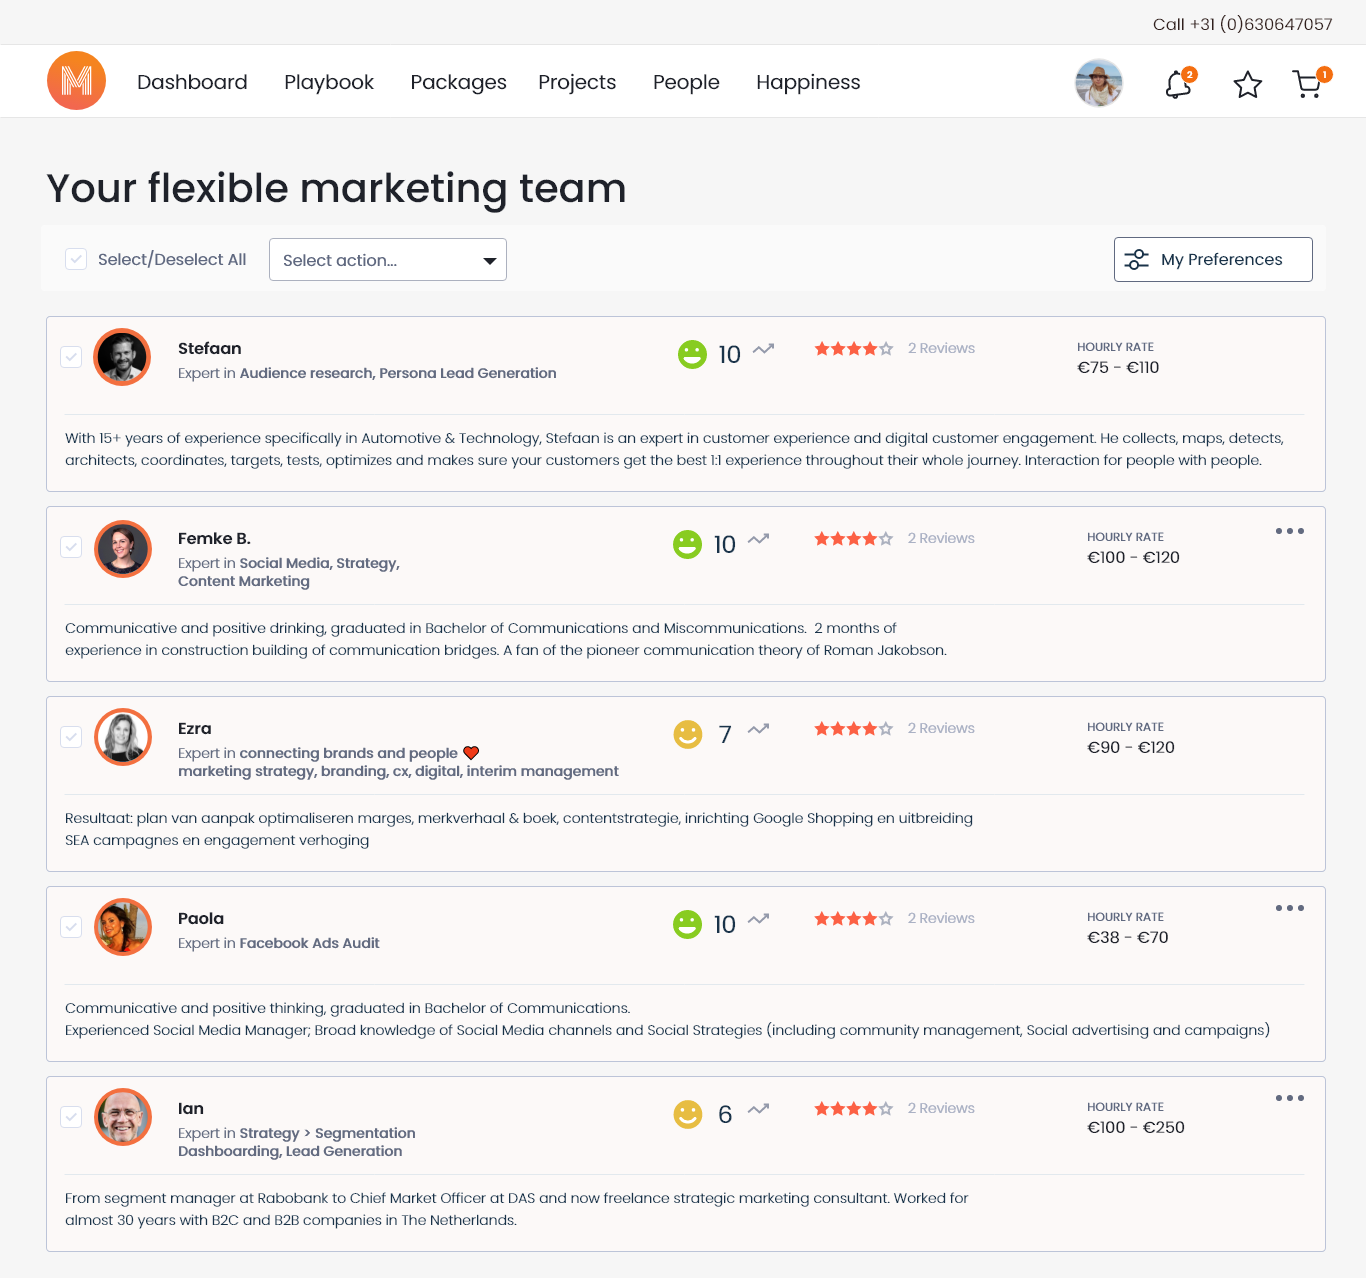 Call +31 (0)630647057
M
Dashboard Playbook Packages Projects People Happiness
2
1
Your flexible marketing team
Select/Deselect All
Select action...
My Preferences
Stefaan
Expert in Audience research, Persona Lead Generation
10
2 Reviews
HOURLY RATE
€75 - €110
With 15+ years of experience specifically in Automotive & Technology, Stefaan is an expert in customer experience and digital customer engagement. He collects, maps, detects,
architects, coordinates, targets, tests, optimizes and makes sure your customers get the best 1:1 experience throughout their whole journey. Interaction for people with people.
Femke B.
Expert in Social Media, Strategy,
Content Marketing
10
2 Reviews
HOURLY RATE
€100 - €120
Communicative and positive drinking, graduated in Bachelor of Communications and Miscommunications.  2 months of
experience in construction building of communication bridges. A fan of the pioneer communication theory of Roman Jakobson.
Ezra
Expert in connecting brands and people
marketing strategy, branding, cx, digital, interim management
7
2 Reviews
HOURLY RATE
€90 - €120
Resultaat: plan van aanpak optimaliseren marges, merkverhaal & boek, contentstrategie, inrichting Google Shopping en uitbreiding
SEA campagnes en engagement verhoging
Paola
Expert in Facebook Ads Audit
10
2 Reviews
HOURLY RATE
€38 - €70
Communicative and positive thinking, graduated in Bachelor of Communications.
Experienced Social Media Manager; Broad knowledge of Social Media channels and Social Strategies (including community management, Social advertising and campaigns)
Ian
Expert in Strategy > Segmentation
Dashboarding, Lead Generation
6
2 Reviews
HOURLY RATE
€100 - €250
From segment manager at Rabobank to Chief Market Officer at DAS and now freelance strategic marketing consultant. Worked for
almost 30 years with B2C and B2B companies in The Netherlands.